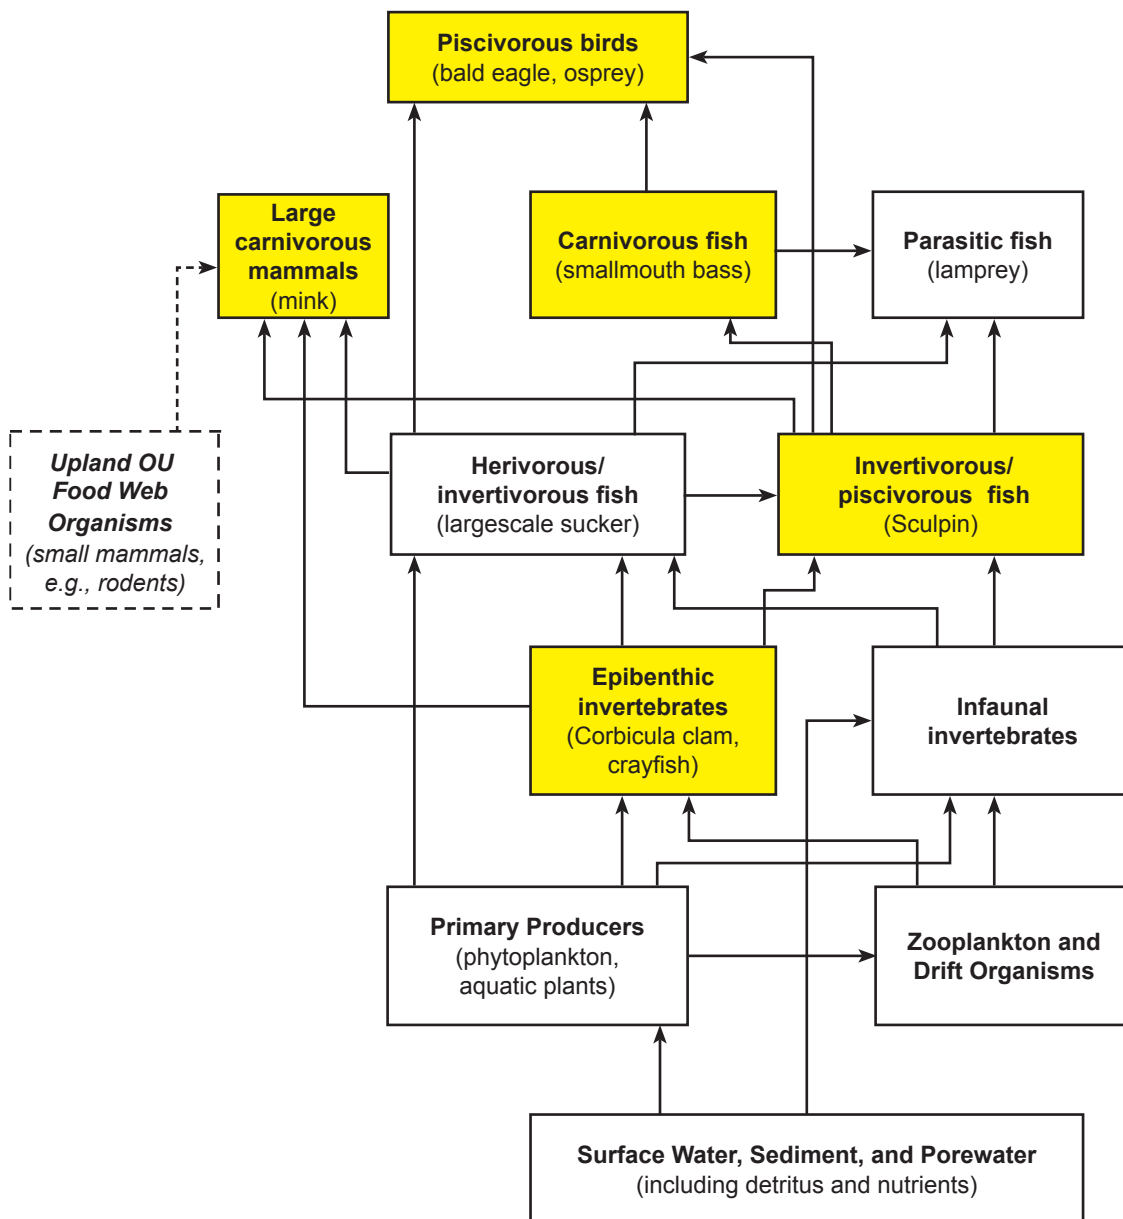 Piscivorous birds
(bald eagle, osprey)
Large
carnivorous
mammals
(mink)
Carnivorous fish
(smallmouth bass)
Parasitic fish
(lamprey)
Upland OU
Food Web
Organisms
(small mammals,
e.g., rodents)
Herivorous/
invertivorous fish
(largescale sucker)
Invertivorous/
piscivorous fish
(Sculpin)
Epibenthic
invertebrates
(Corbicula clam,
crayfish)
Infaunal
invertebrates
Primary Producers
(phytoplankton,
aquatic plants)
Zooplankton and
Drift Organisms
Surface Water, Sediment, and Porewater
(including detritus and nutrients)